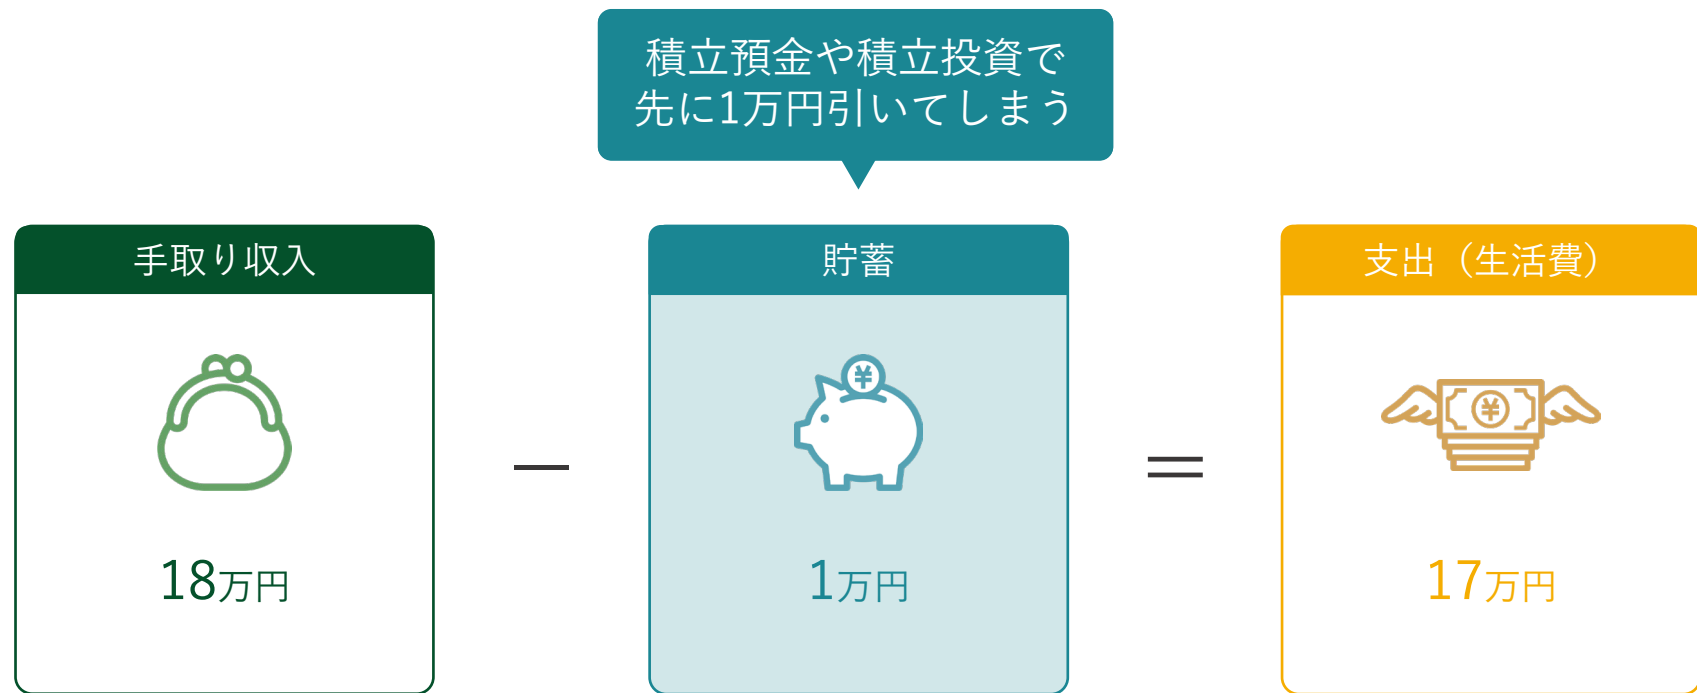 積立預金や積立投資で
先に1万円引いてしまう
手取り収入
18万円
貯蓄
¥
1万円
支出（生活費）
¥
17万円